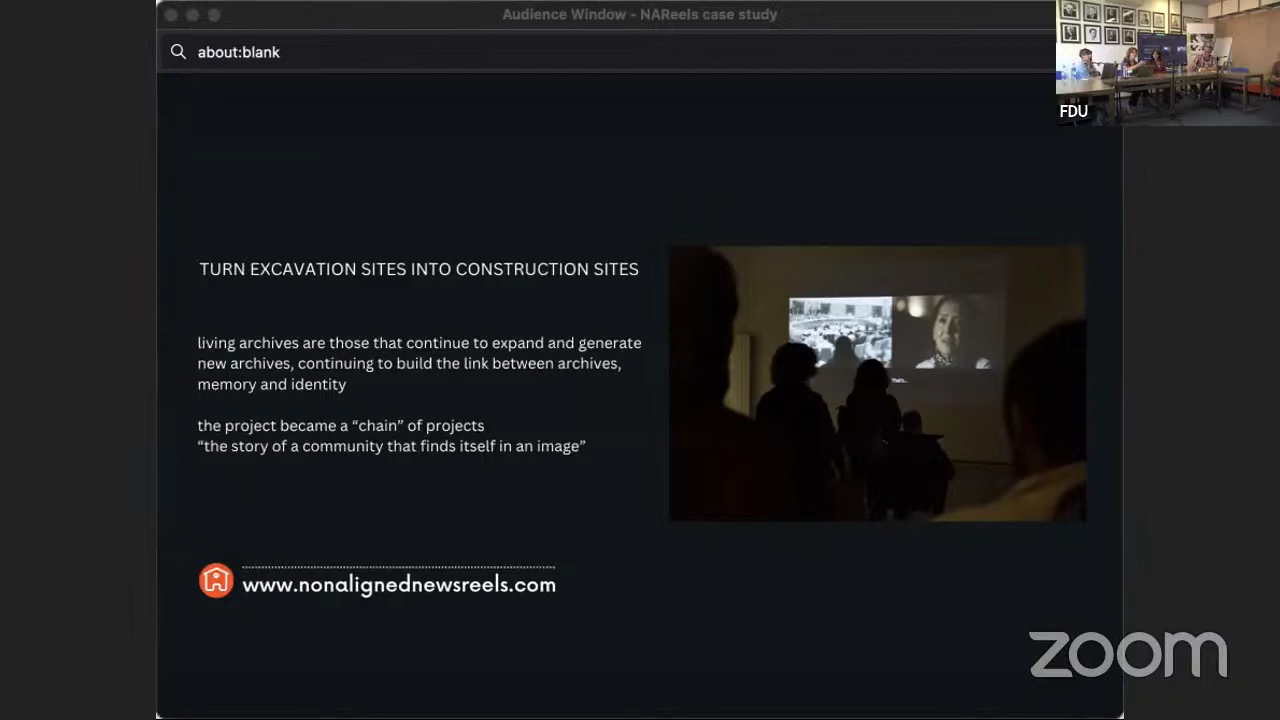 Audience Window - NAReels case study
about:blank
FDU
TURN EXCAVATION SITES INTO CONSTRUCTION SITES
living archives are those that continue to expand and generate
new archives, continuing to build the link between archives,
memory and identity
the project became a “chain” of projects
“the story of a community that finds itself in an image”
www.nonalignednewsreels.com
zoom